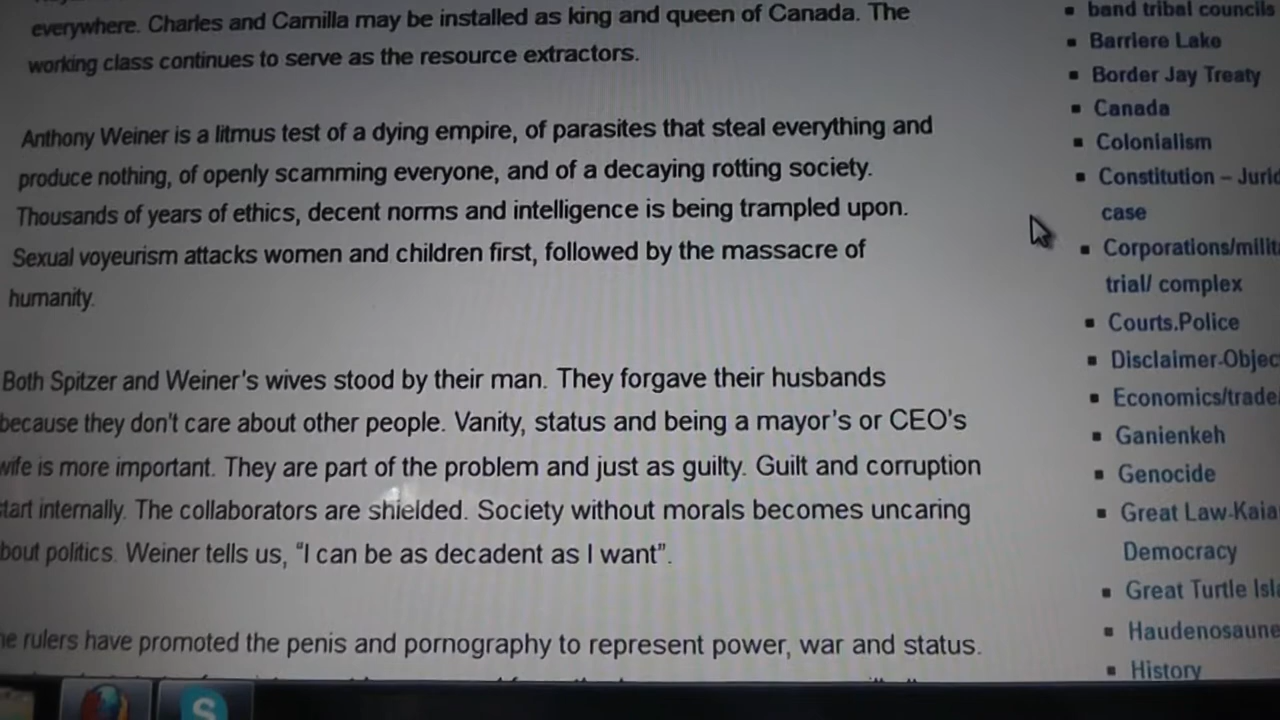 everywhere. Charles and Camilla may be installed as king and queen of Canada. The
working class continues to serve as the resource extractors.
Anthony Weiner is a litmus test of a dying empire, of parasites that steal everything and
produce nothing, of openly scamming everyone, and of a decaying rotting society.
Thousands of years of ethics, decent norms and intelligence is being trampled upon.
Sexual voyeurism attacks women and children first, followed by the massacre of
humanity.
Both Spitzer and Weiner's wives stood by their man. They forgave their husbands
because they don't care about other people. Vanity, status and being a mayor's or CEO's
wife is more important. They are part of the problem and just as guilty. Guilt and corruption
start internally. The collaborators are shielded. Society without morals becomes uncaring
bout politics. Weiner tells us, “I can be as decadent as I want”.
he rulers have promoted the penis and pornography to represent power, war and status.
band tribal councils
Barriere Lake
Border Jay Treaty
Canada
Colonialism
Constitution – Jurid
case
Corporations/milit
trial/ complex
Courts.Police
Disclaimer-Objec
Economics/trade
Ganienkeh
Genocide
Great Law-Kaia
Democracy
Great Turtle Isla
Haudenosaune
History
S